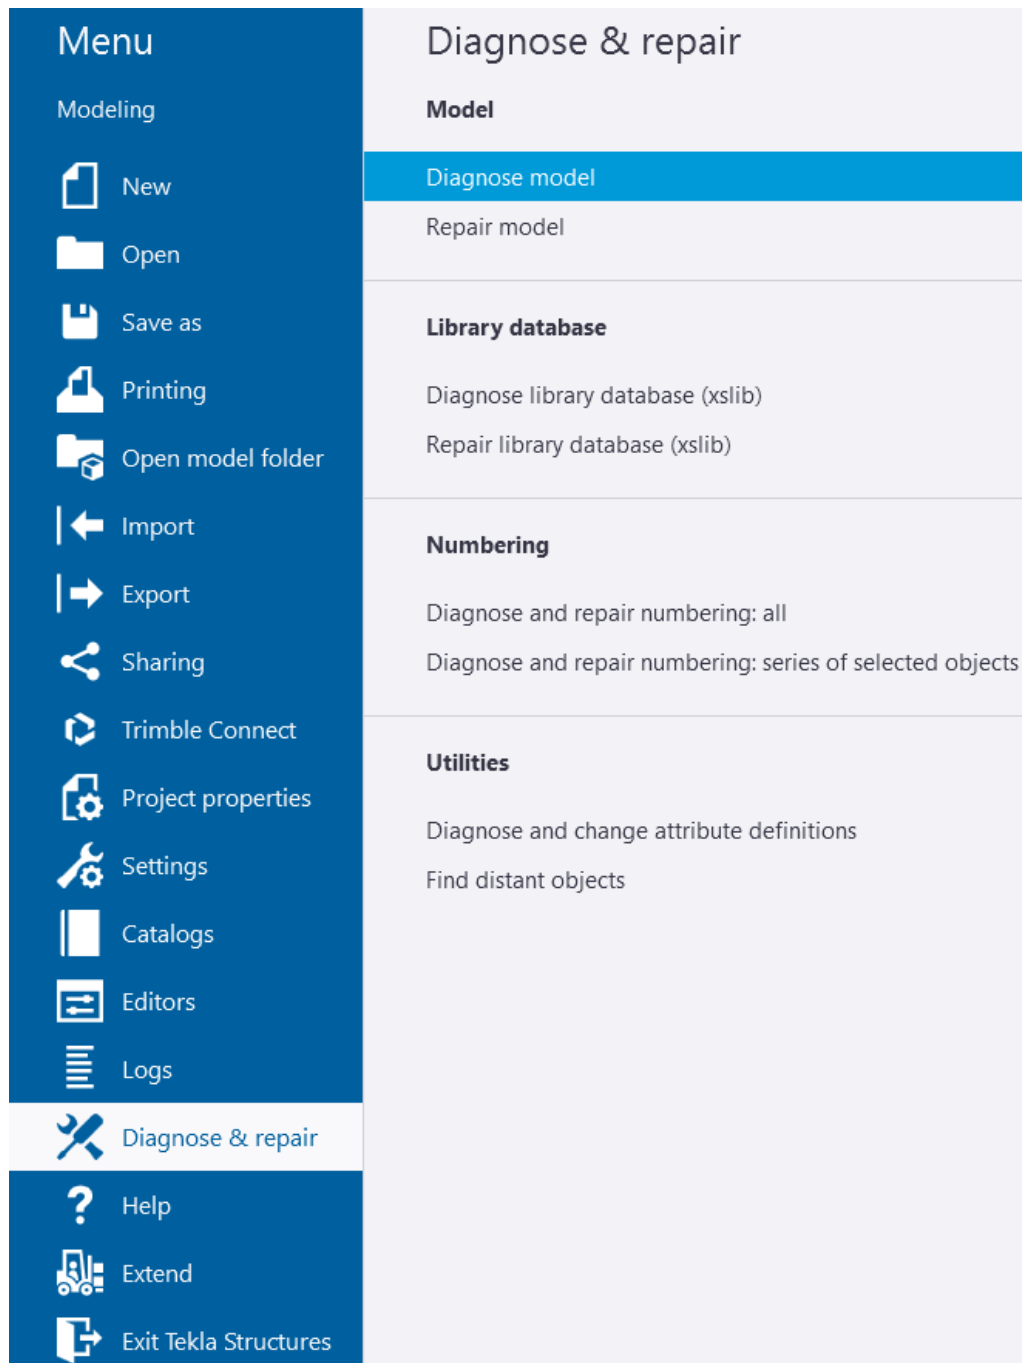 Menu
Modeling
New
Open
Save as
Printing
Open model folder
Import
Export
Sharing
Trimble Connect
Project properties
Settings
Catalogs
Editors
Logs
Diagnose & repair
Help
Extend
Exit Tekla Structures
Diagnose & repair
Model
Diagnose model
Repair model
Library database
Diagnose library database (xslib)
Repair library database (xslib)
Numbering
Diagnose and repair numbering: all
Diagnose and repair numbering: series of selected objects
Utilities
Diagnose and change attribute definitions
Find distant objects